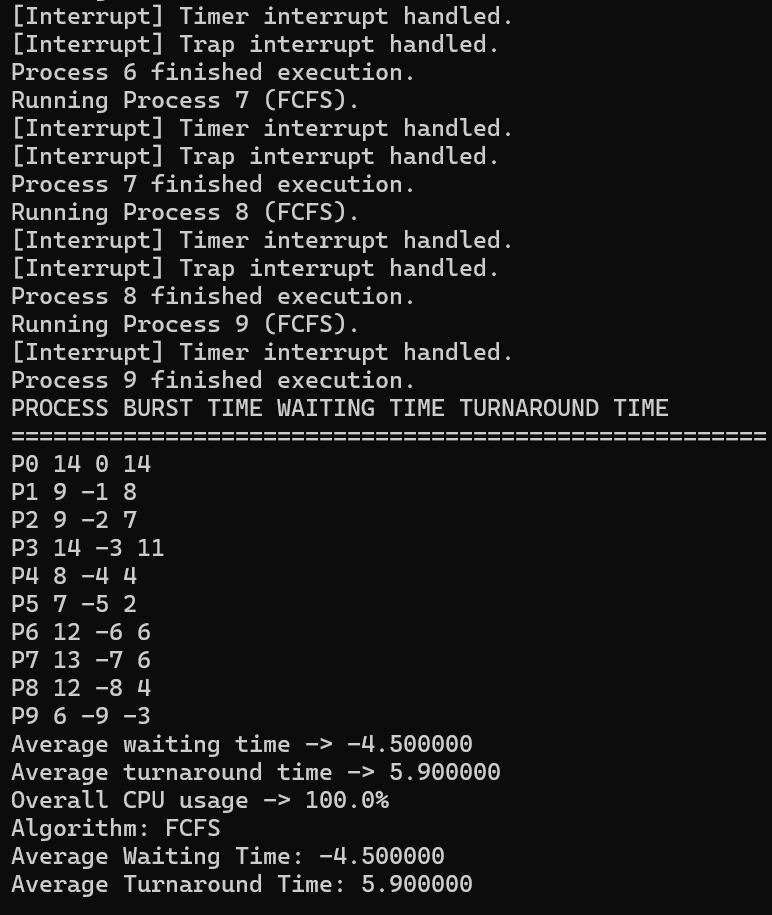 [Interrupt] Timer interrupt handled.
[Interrupt] Trap interrupt handled.
Process 6 finished execution.
Running Process 7 (FCFS).
[Interrupt] Timer interrupt handled.
[Interrupt] Trap interrupt handled.
Process 7 finished execution.
Running Process 8 (FCFS).
[Interrupt] Timer interrupt handled.
[Interrupt] Trap interrupt handled.
Process 8 finished execution.
Running Process 9 (FCFS).
[Interrupt] Timer interrupt handled.
Process 9 finished execution.
PROCESS BURST TIME WAITING TIME TURNAROUND TIME
======================================================
P0 14 0 14
P1 9 -1 8
P2 9 -2 7
P3 14 -3 11
P4 8 -4 4
P5 7 -5 2
P6 12 -6 6
P7 13 -7 6
P8 12 -8 4
P9 6 -9 -3
Average waiting time -> -4.500000
Average turnaround time -> 5.900000
Overall CPU usage -> 100.0%
Algorithm: FCFS
Average Waiting Time: -4.500000
Average Turnaround Time: 5.900000